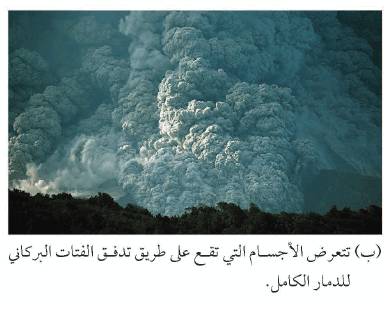 (ب) تتعرض الأجسام التي تقع على طريق تدفق الفتات البركاني
للدمار الكامل.